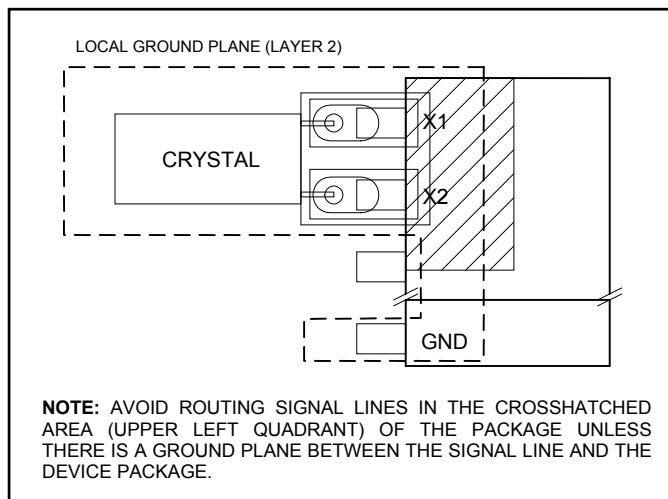 LOCAL GROUND PLANE (LAYER 2)
X1
CRYSTAL
X2
GND
NOTE: AVOID ROUTING SIGNAL LINES IN THE CROSSHATCHED
AREA (UPPER LEFT QUADRANT) OF THE PACKAGE UNLESS
THERE IS A GROUND PLANE BETWEEN THE SIGNAL LINE AND THE
DEVICE PACKAGE.